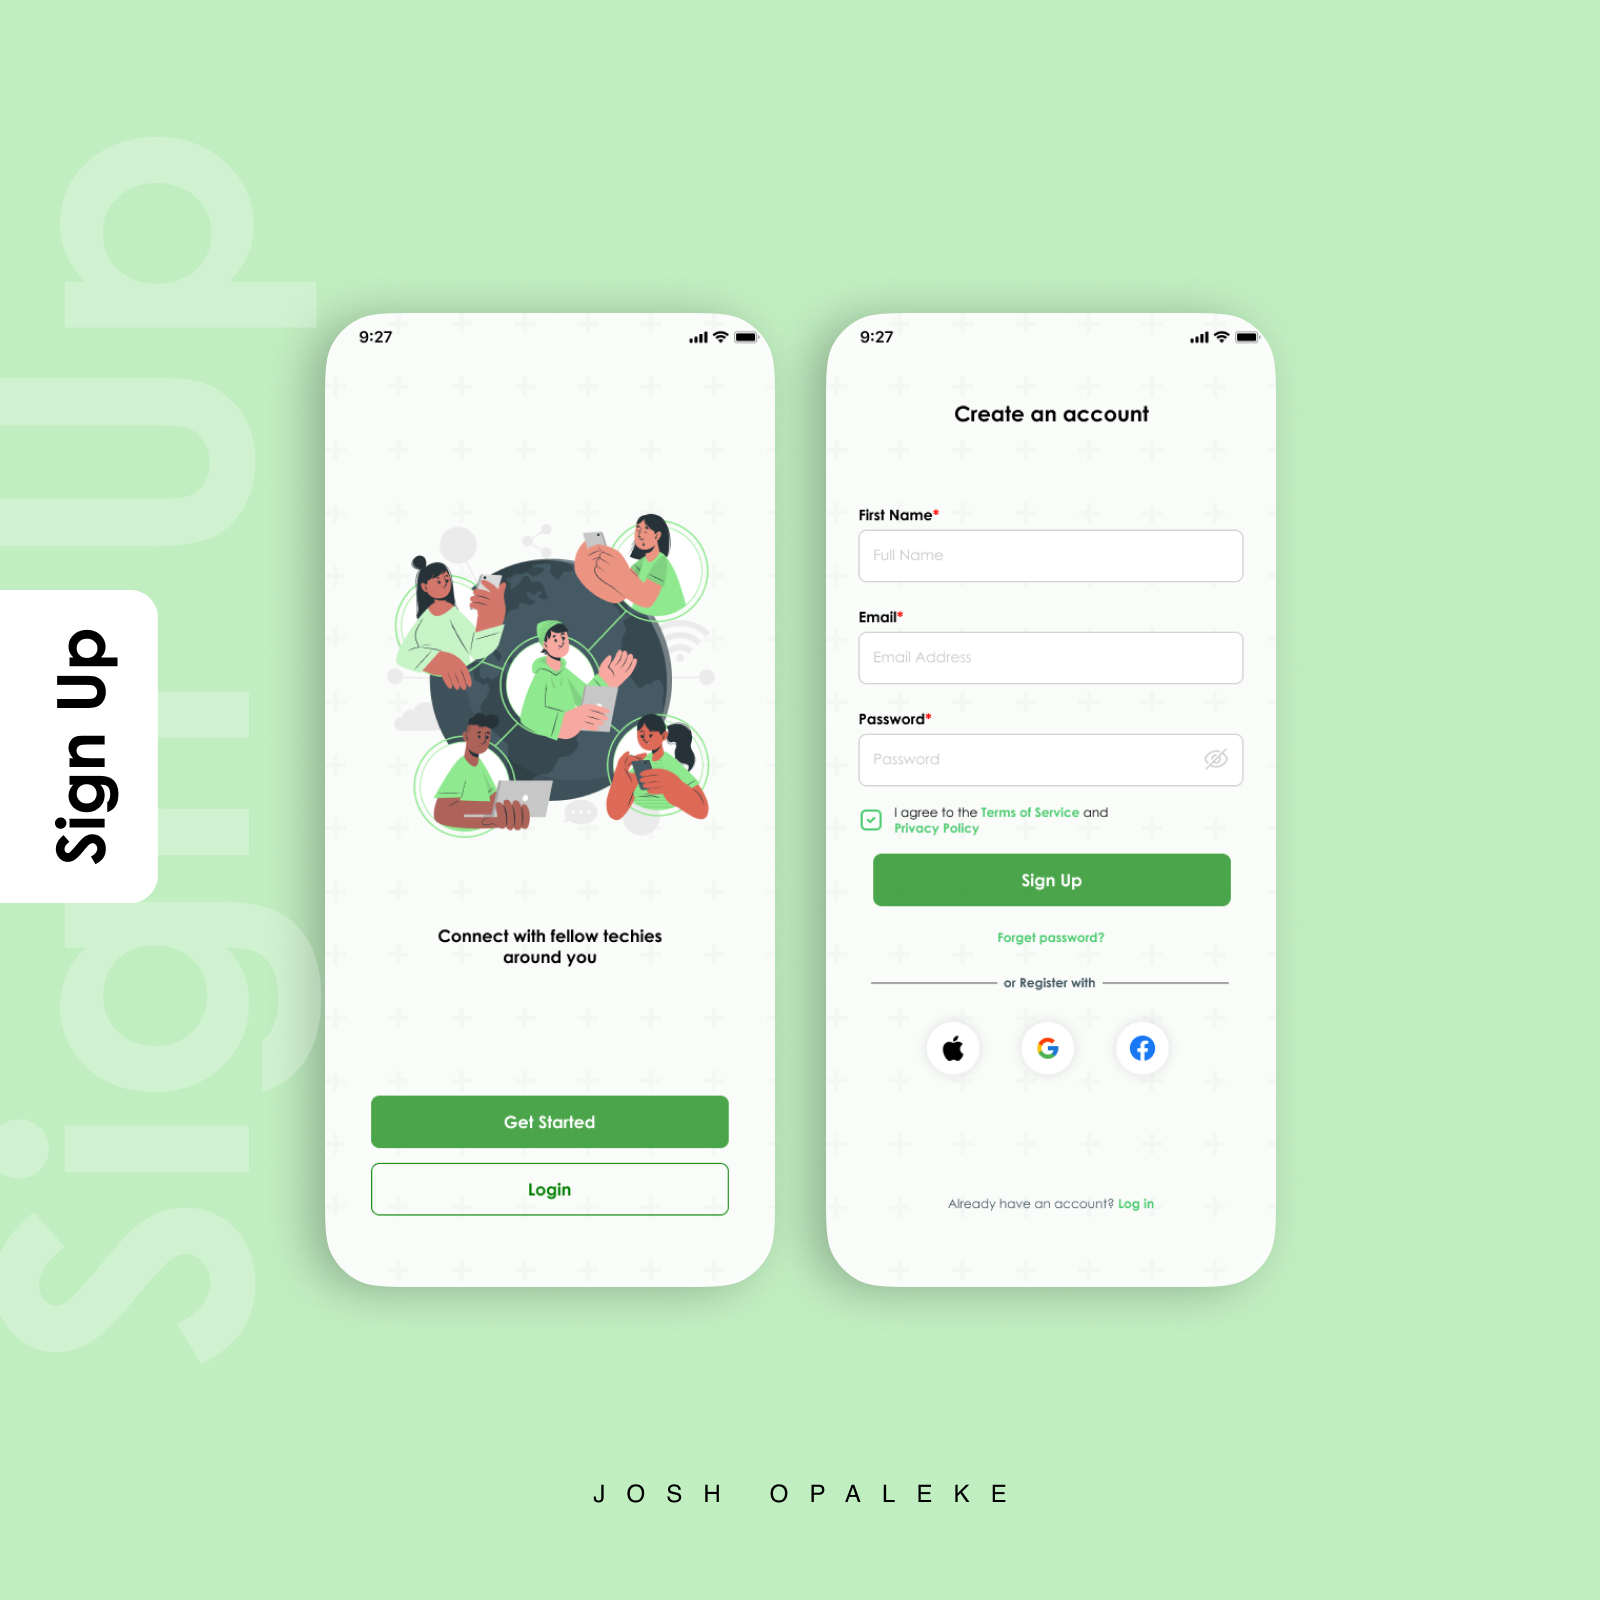 Sign Up
Sign Up
9:27
Connect with fellow techies
around you
Get Started
Login
9:27
Create an account
First Name*
Full Name
Email*
Email Address
Password*
Password
I agree to the Terms of Service and
Privacy Policy
Sign Up
Forget password?
or Register with
Already have an account? Log in
JOSH OPALEKE